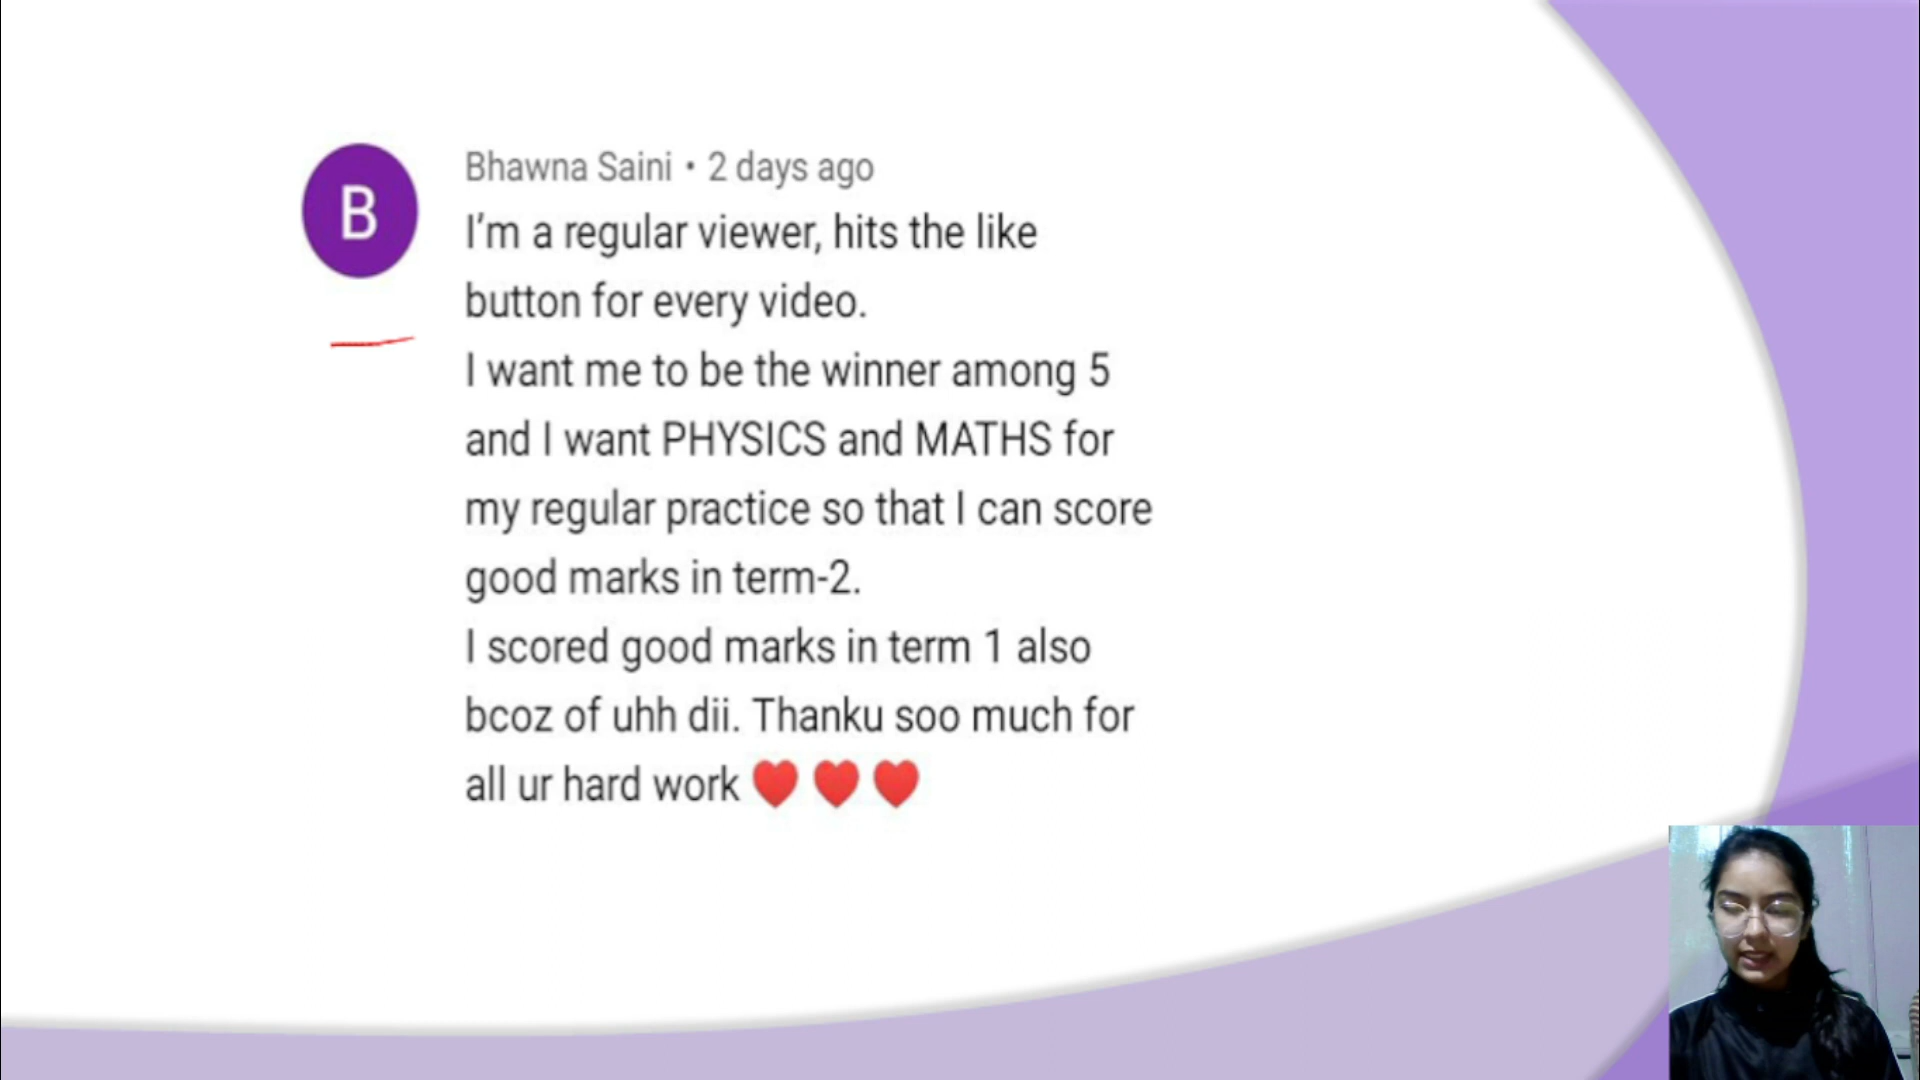 B
Bhawna Saini • 2 days ago
I'm a regular viewer, hits the like
button for every video.
I want me to be the winner among 5
and I want PHYSICS and MATHS for
my regular practice so that I can score
good marks in term-2.
I scored good marks in term 1 also
bcoz of uhh dii. Thanku soo much for
all ur hard work ♥️♥️♥️